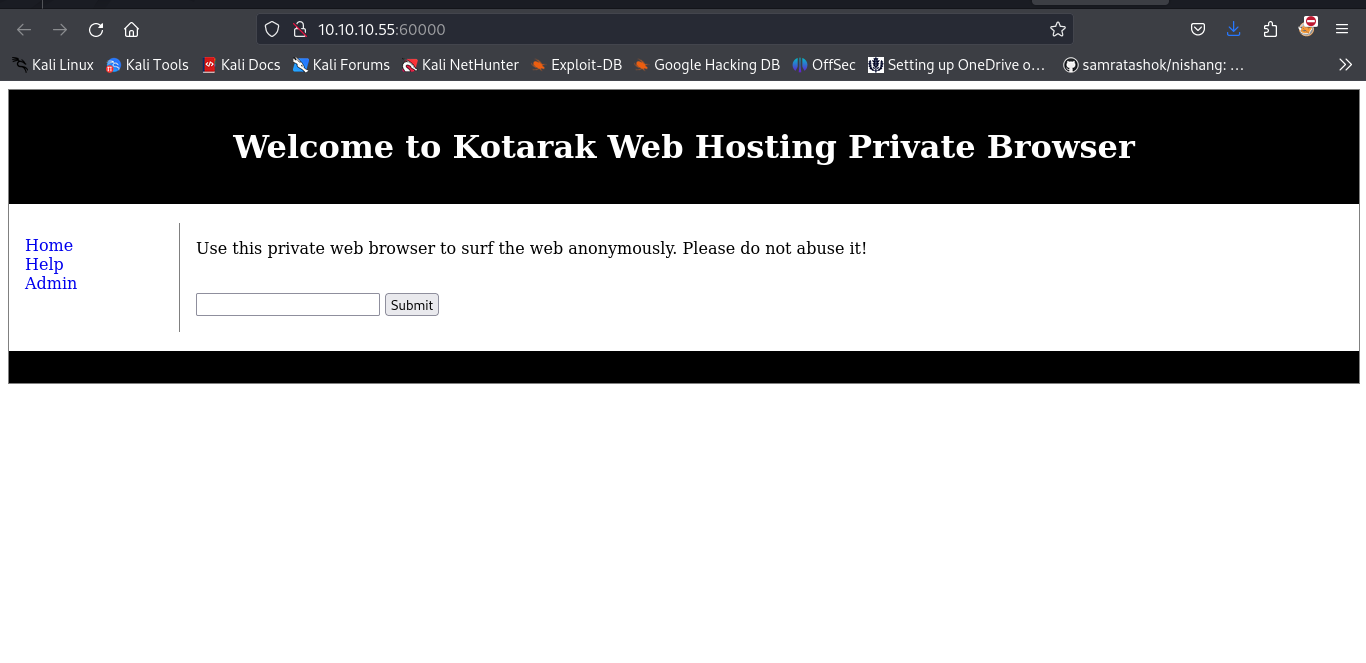 10.10.10.55:60000
Kali Linux Kali Tools Kali Docs Kali Forums Kali NetHunter Exploit-DB Google Hacking DB OffSec Setting up OneDrive o… samratashok/nishang: …
Welcome to Kotarak Web Hosting Private Browser
Home
Help
Admin
Use this private web browser to surf the web anonymously. Please do not abuse it!
Submit